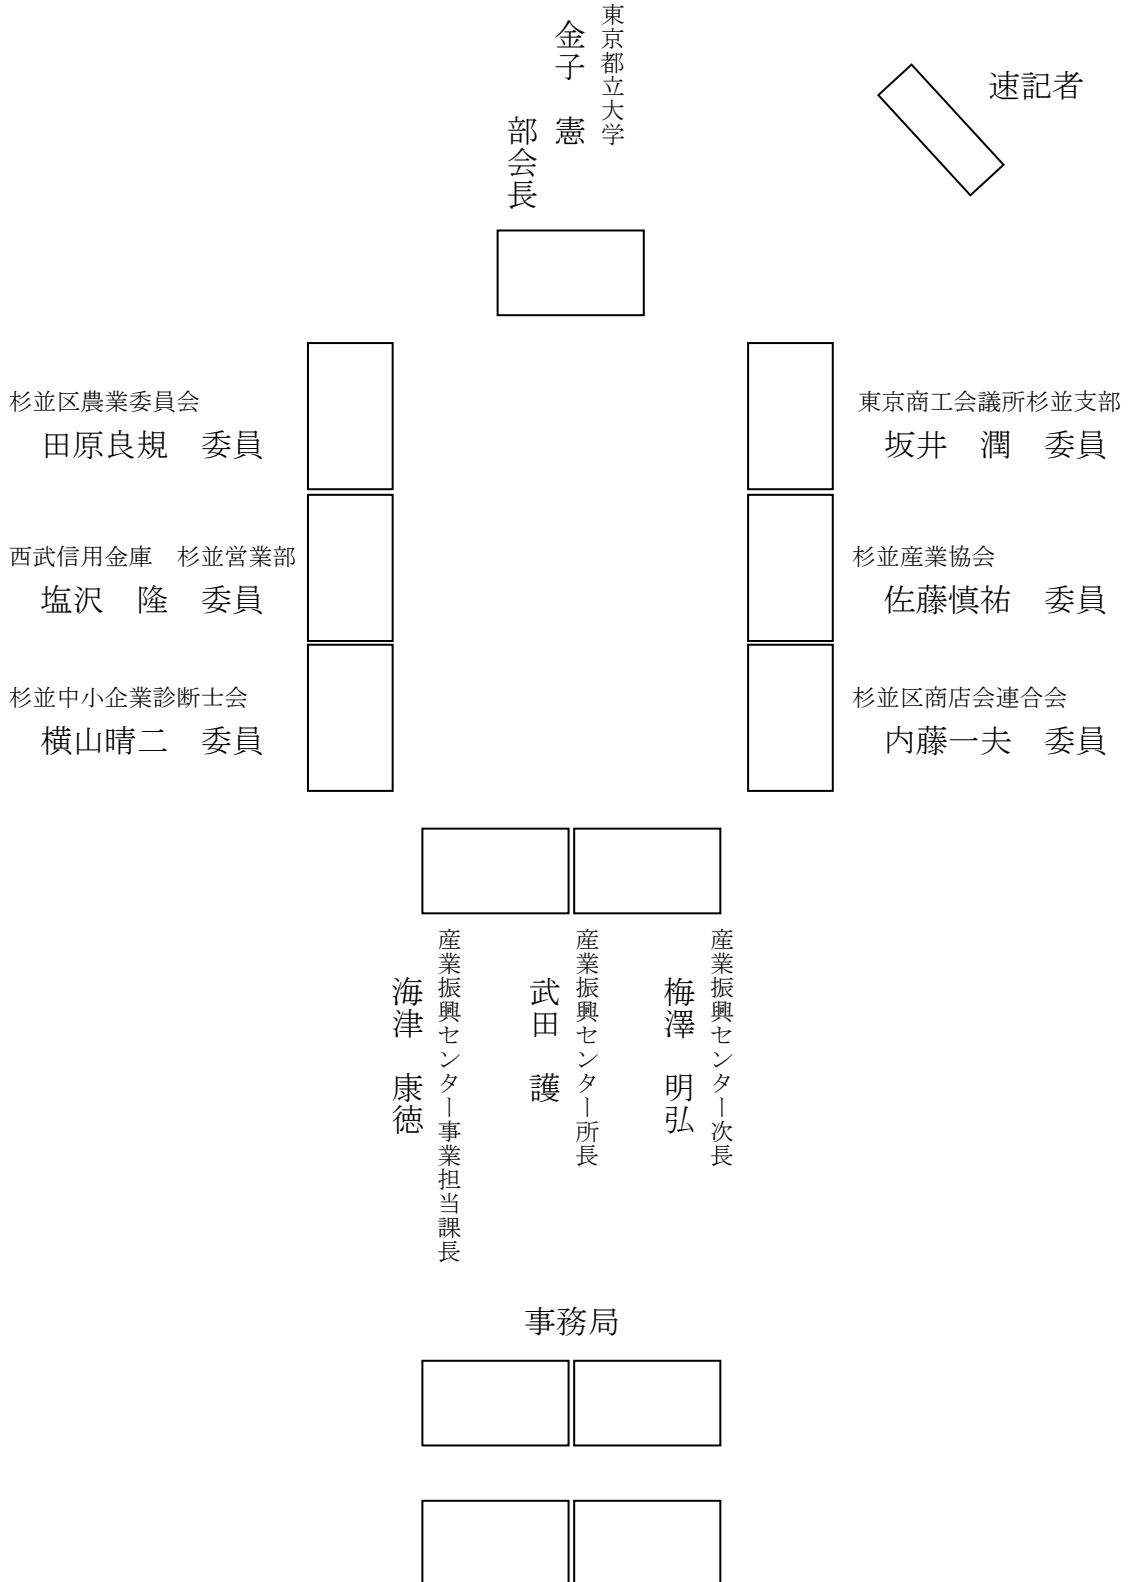 東京都立大学
金子　憲
部会長
速記者
杉並区農業委員会
田原良規　委員
西武信用金庫　杉並営業部
塩沢　隆　委員
杉並中小企業診断士会
横山晴二　委員
東京商工会議所杉並支部
坂井　潤　委員
杉並産業協会
佐藤慎祐　委員
杉並区商店会連合会
内藤一夫　委員
産業振興センター次長
梅澤　明弘
産業振興センター所長
武田　護
産業振興センター事業担当課長
海津　康徳
事務局